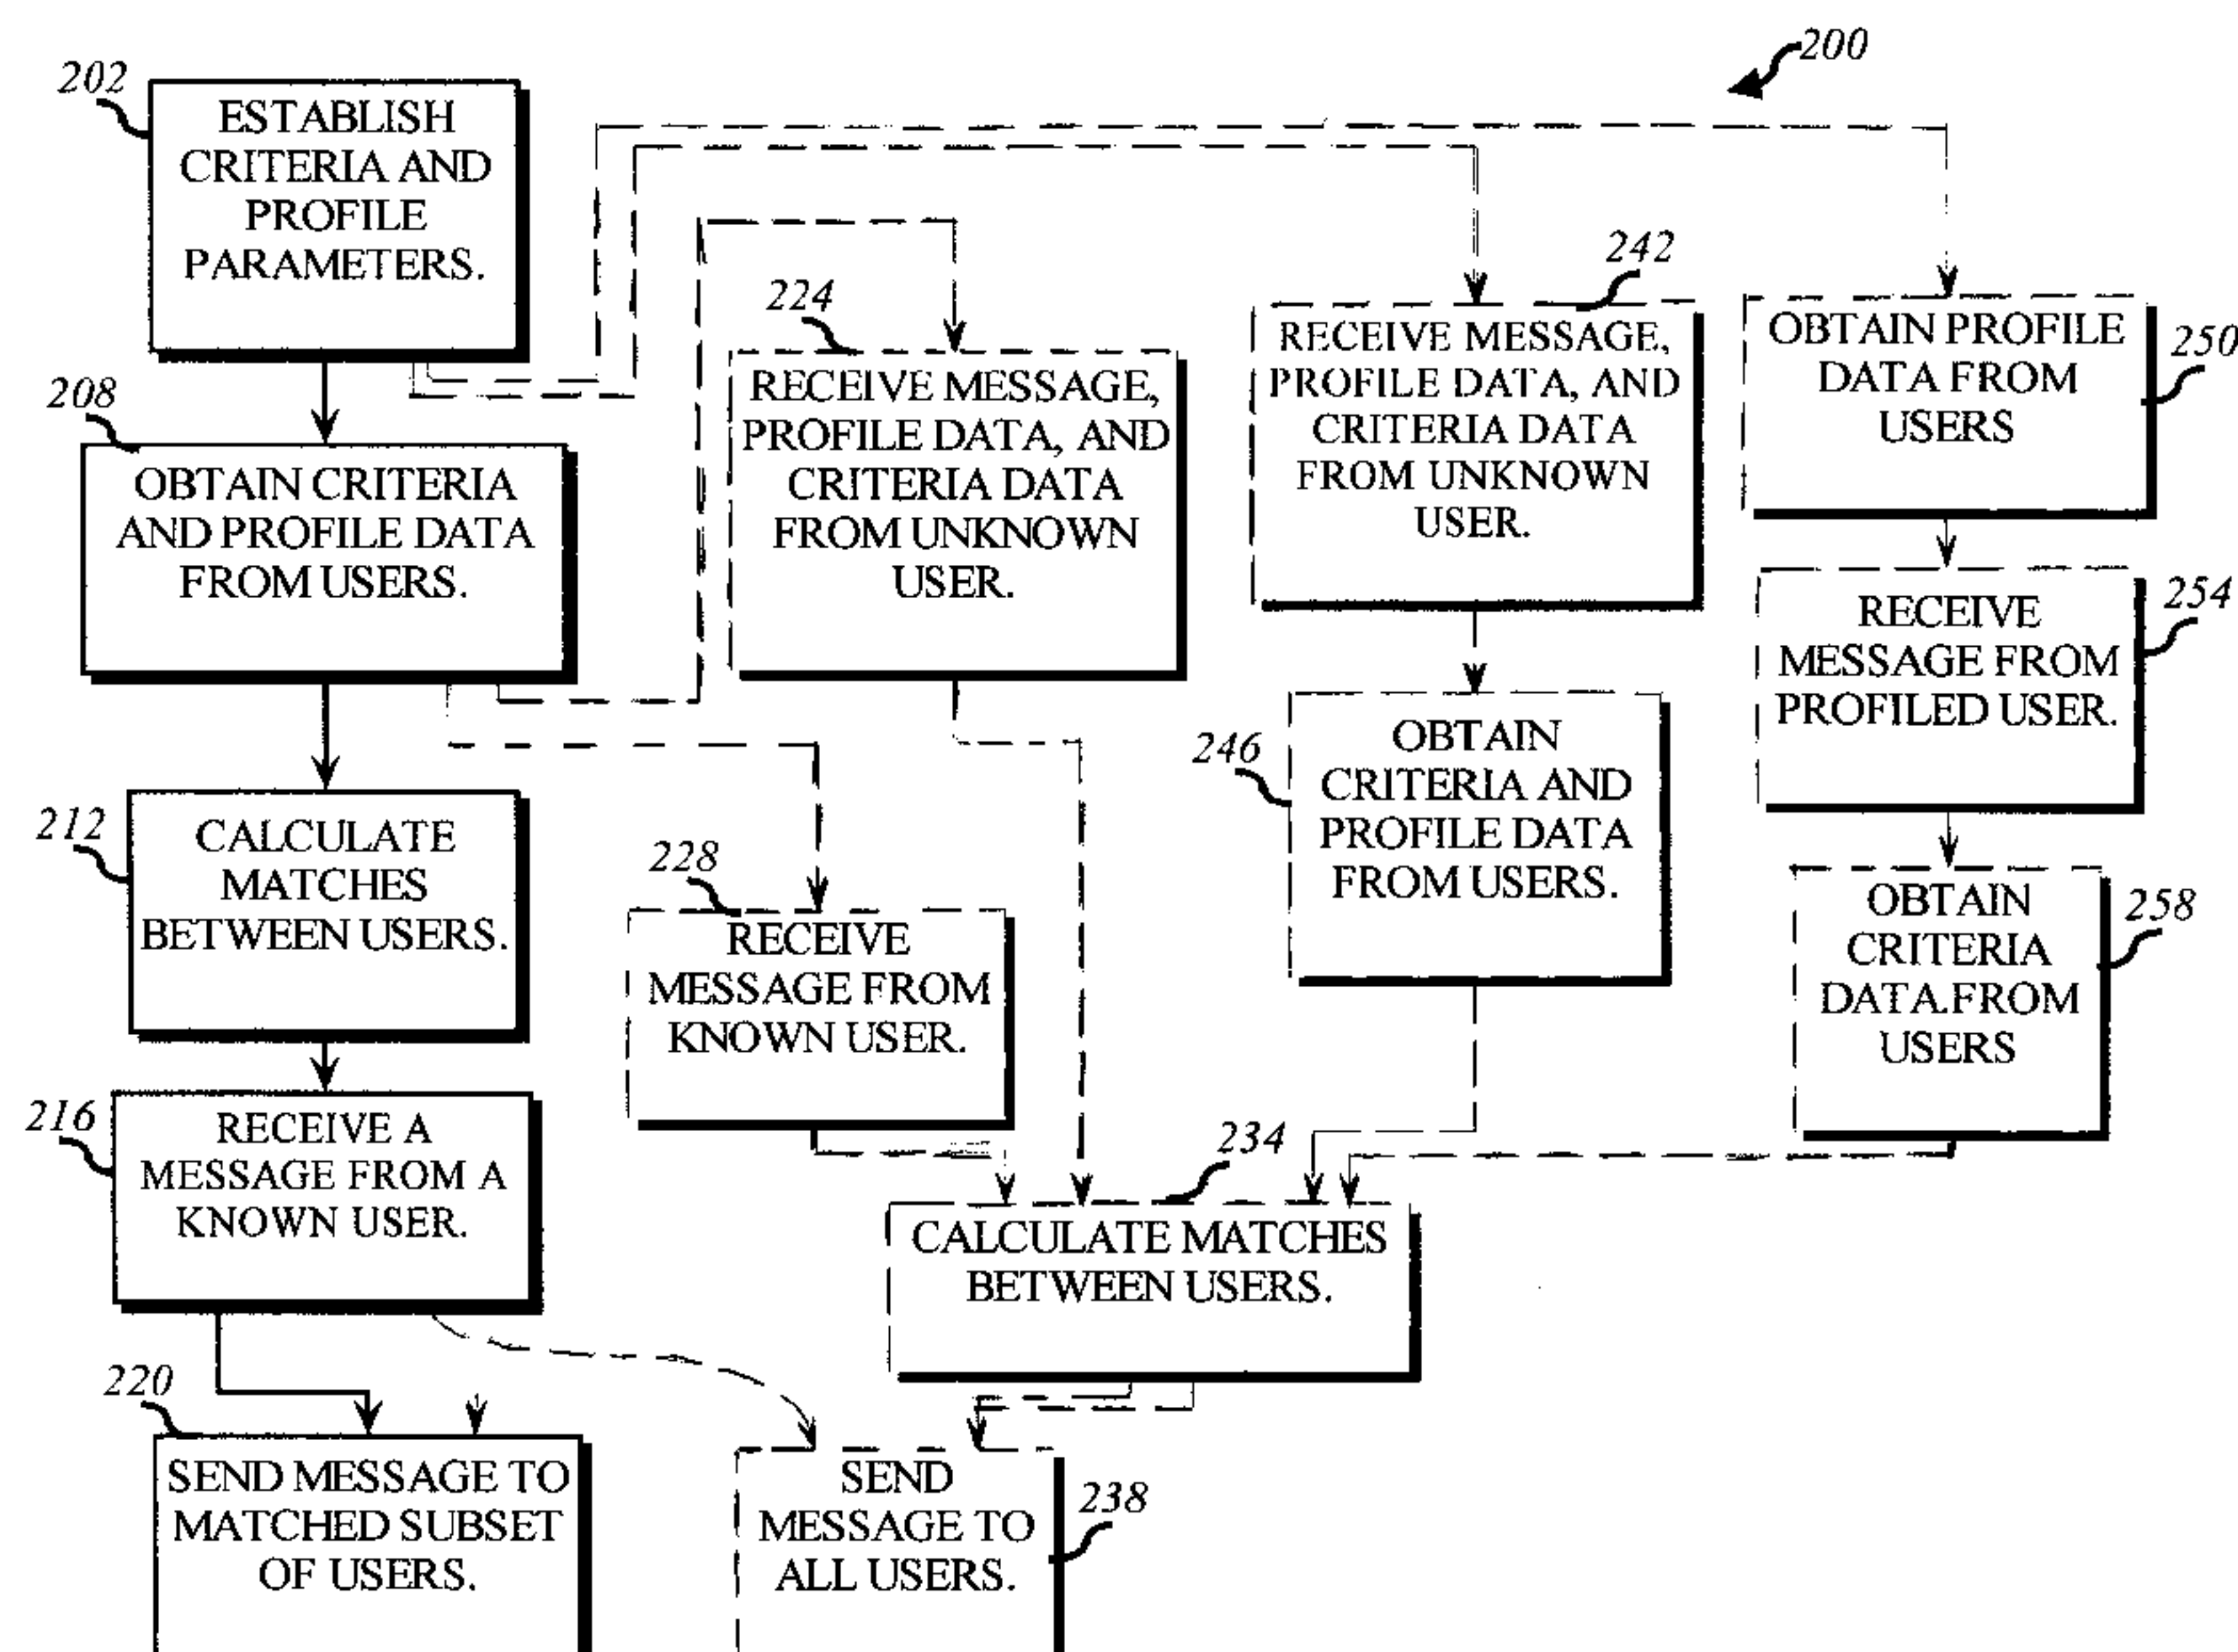 200
202
ESTABLISH
CRITERIA AND
PROFILE
PARAMETERS.
208
OBTAIN CRITERIA
AND PROFILE DATA
FROM USERS.
212
CALCULATE
MATCHES
BETWEEN USERS.
216
RECEIVE A
MESSAGE FROM A
KNOWN USER.
220
SEND MESSAGE TO
MATCHED SUBSET
OF USERS.
224
RECEIVE MESSAGE,
PROFILE DATA, AND
CRITERIA DATA
FROM UNKNOWN
USER.
228
RECEIVE
MESSAGE FROM
KNOWN USER.
234
CALCULATE MATCHES
BETWEEN USERS.
SEND
MESSAGE TO
ALL USERS.
238
242
RECEIVE MESSAGE,
PROFILE DATA, AND
CRITERIA DATA
FROM UNKNOWN
USER.
246
OBTAIN
CRITERIA AND
PROFILE DATA
FROM USERS.
OBTAIN PROFILE
DATA FROM
USERS
250
RECEIVE
MESSAGE FROM
PROFILED USER.
254
OBTAIN
CRITERIA
DATA.FROM
USERS
258